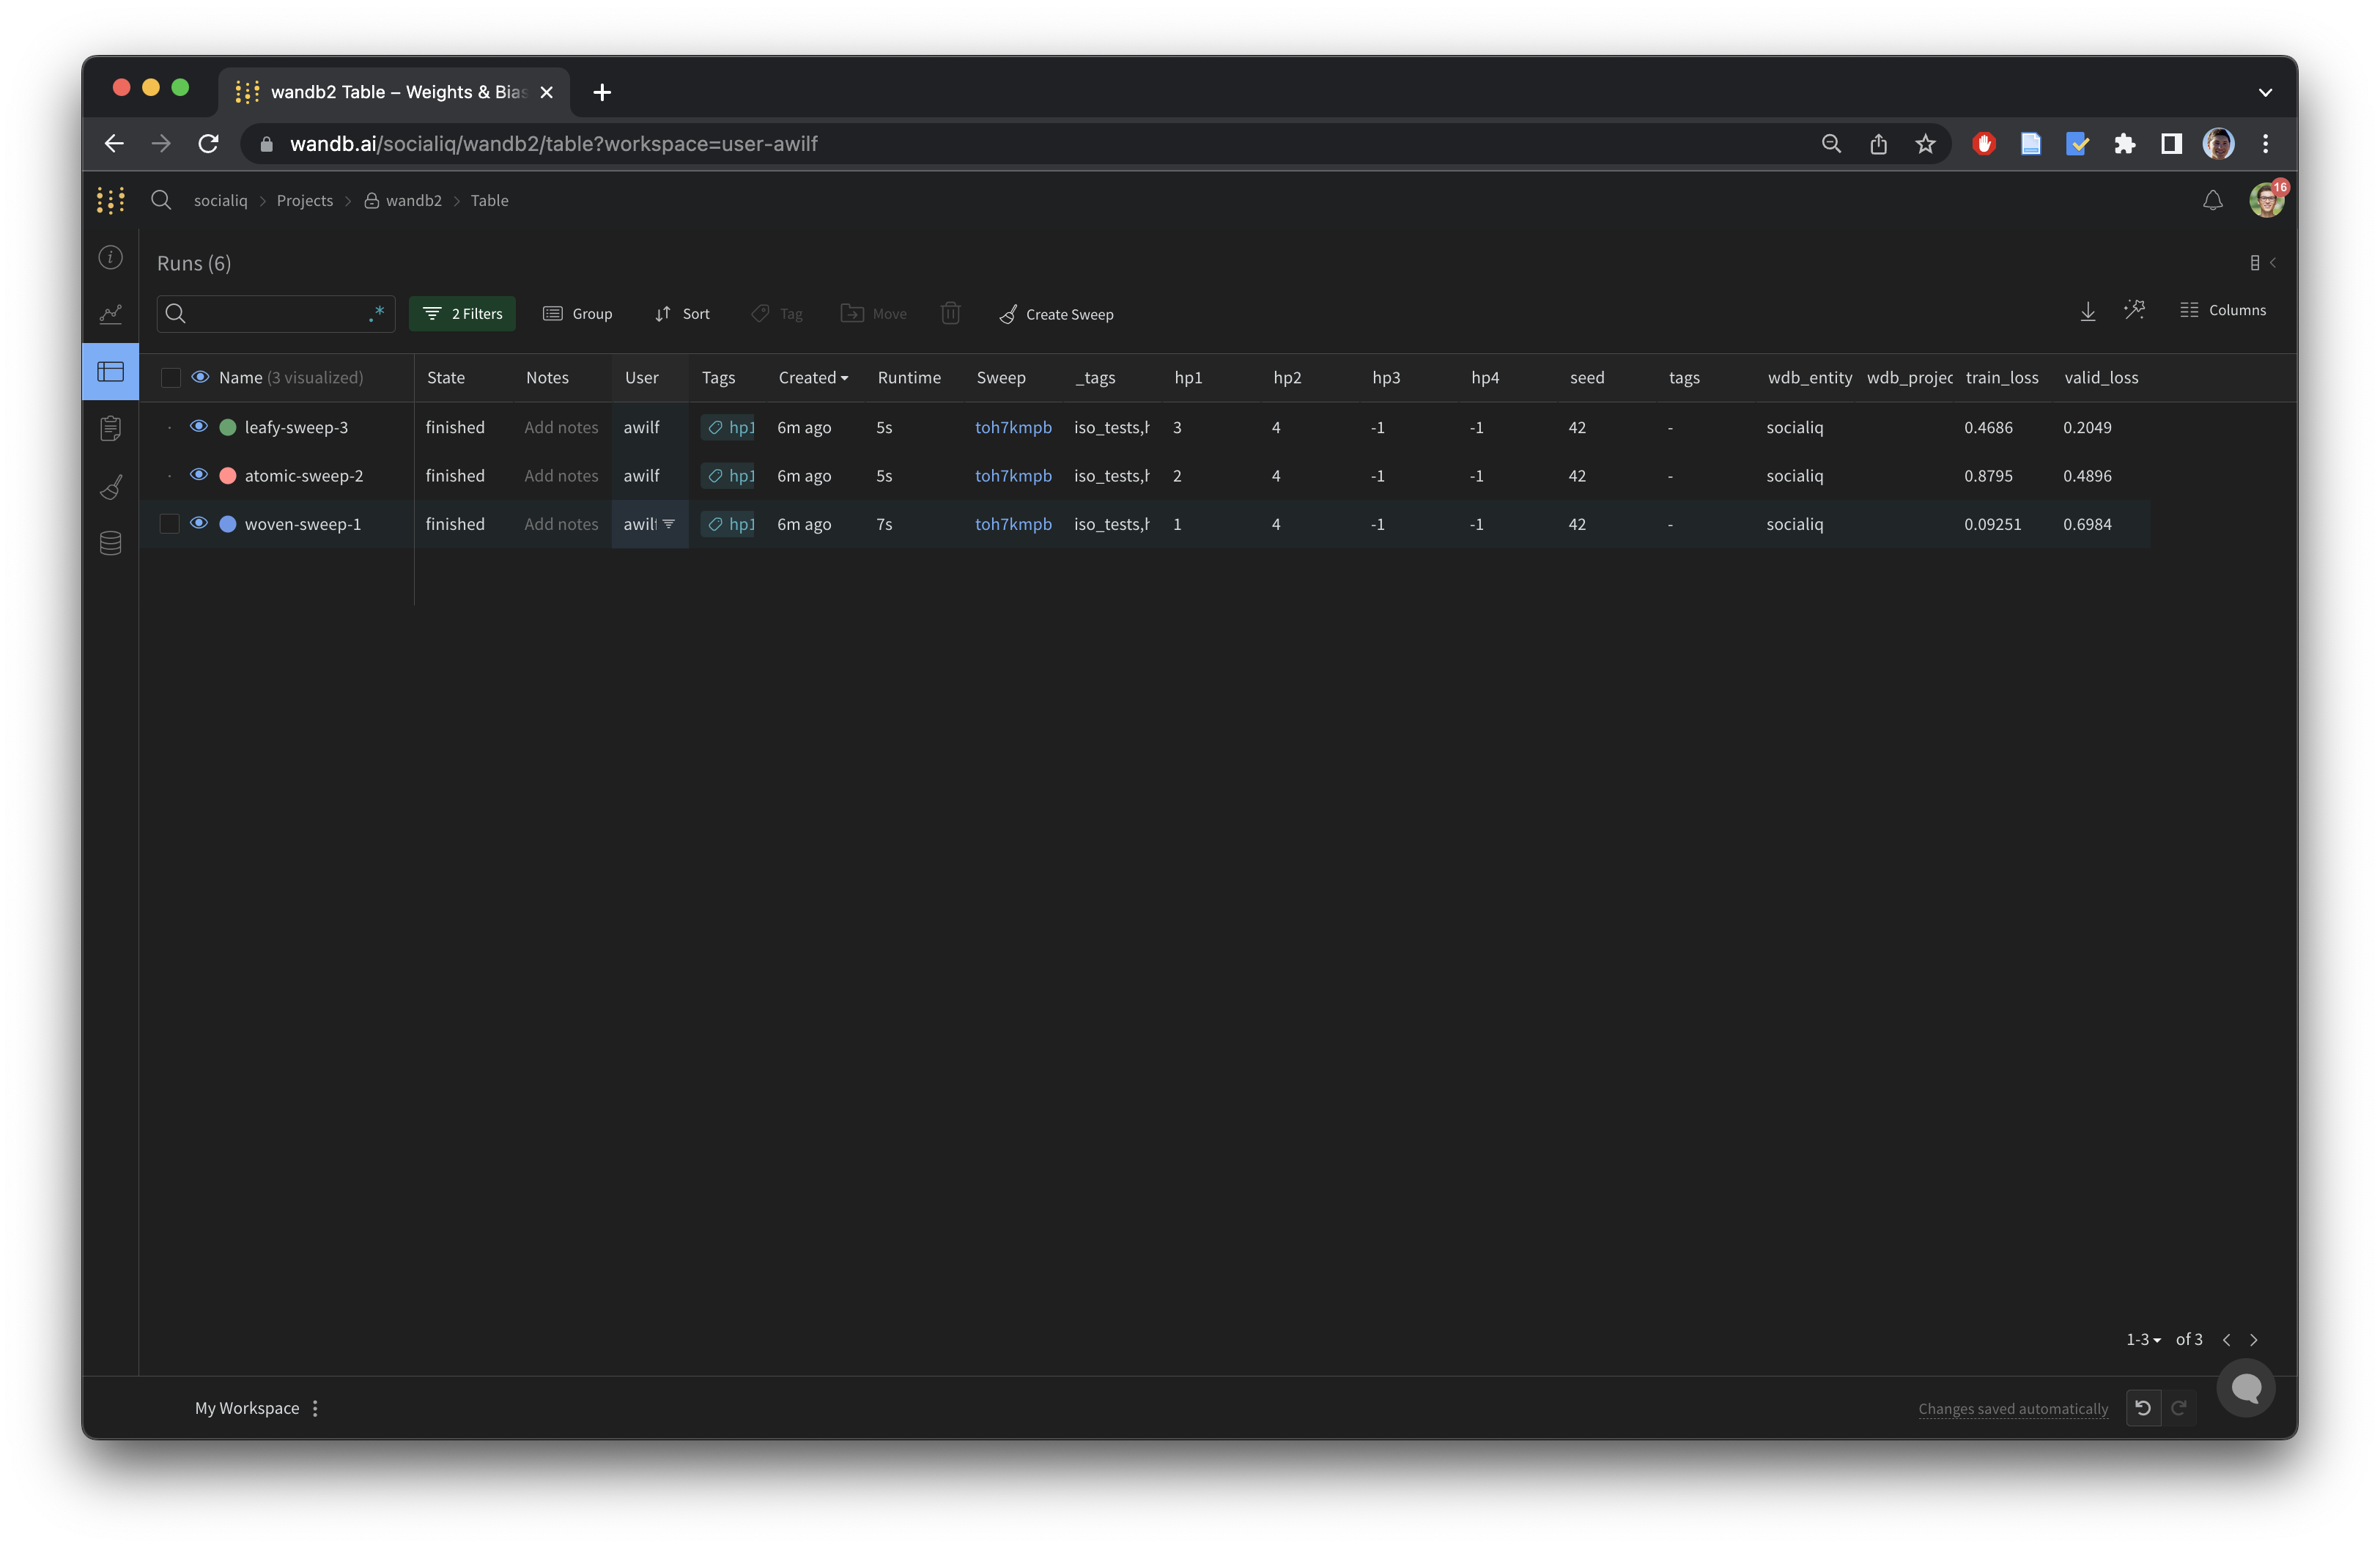 wandb2 Table – Weights & Bias
wandb.ai/socialiq/wandb2/table?workspace=user-awilf
socialiq > Projects > wandb2 > Table
16
Runs (6)
.* 2 Filters Group Sort Tag Move Create Sweep Columns
Name (3 visualized) State Notes User Tags Created Runtime Sweep _tags hp1 hp2 hp3 hp4 seed tags wdb_entity wdb_projec train_loss valid_loss
leafy-sweep-3 finished Add notes awilf hp1 6m ago 5s toh7kmpb iso_tests,h 3 4 -1 -1 42 - socialiq 0.4686 0.2049
atomic-sweep-2 finished Add notes awilf hp1 6m ago 5s toh7kmpb iso_tests,h 2 4 -1 -1 42 - socialiq 0.8795 0.4896
woven-sweep-1 finished Add notes awilf hp1 6m ago 7s toh7kmpb iso_tests,h 1 4 -1 -1 42 - socialiq 0.09251 0.6984
1-3 of 3
My Workspace Changes saved automatically